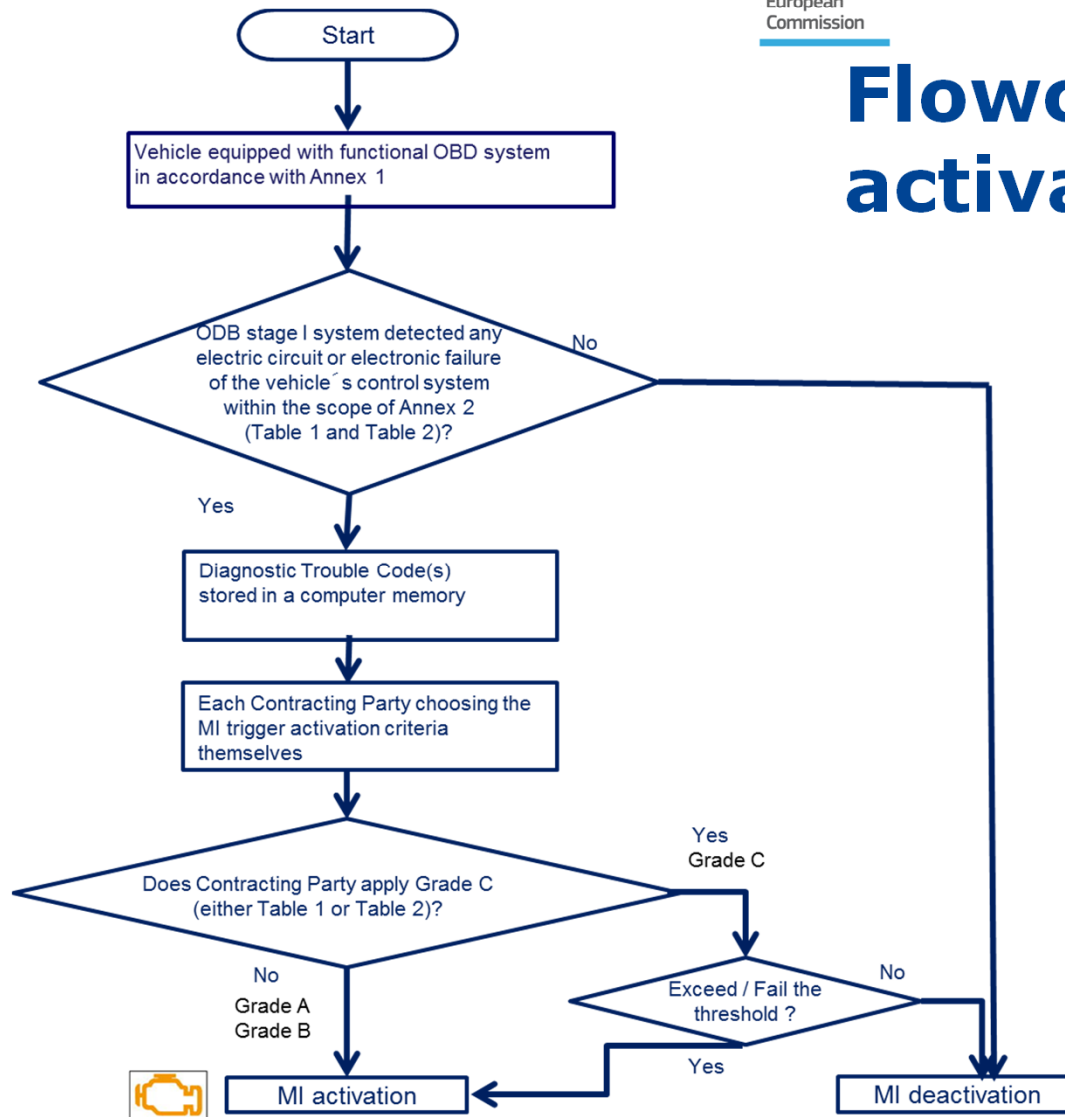 European
Commission
Start
Vehicle equipped with functional OBD system
in accordance with Annex 1
ODB stage I system detected any
electric circuit or electronic failure
of the vehicle´s control system
within the scope of Annex 2
(Table 1 and Table 2)?
No
Yes
Diagnostic Trouble Code(s)
stored in a computer memory
Each Contracting Party choosing the
MI trigger activation criteria
themselves
Does Contracting Party apply Grade C
(either Table 1 or Table 2)?
Yes
Grade C
No
Grade A
Grade B
Exceed / Fail the
threshold ?
No
Yes
MI activation
MI deactivation